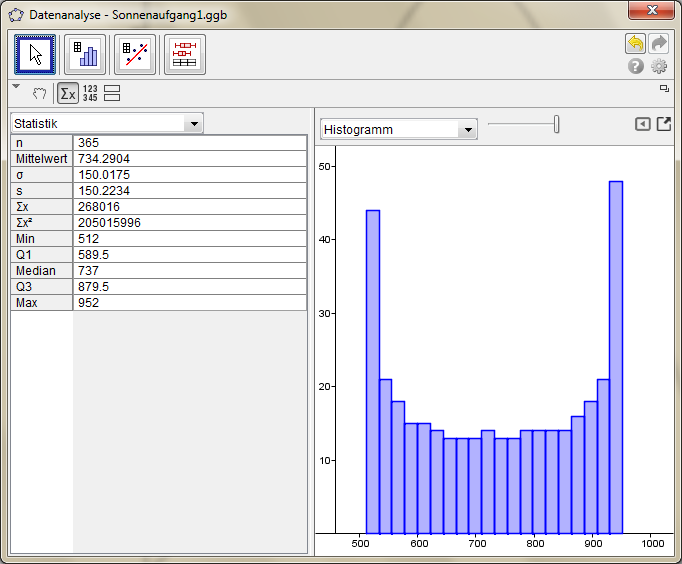 Datenanalyse - Sonnenaufgang1.ggb
Σx
123
345
Statistik
n 365
Mittelwert 734.2904
σ 150.0175
s 150.2234
Σx 268016
Σx² 205015996
Min 512
Q1 589.5
Median 737
Q3 879.5
Max 952
Histogramm
50
40
30
20
10
500 600 700 800 900 1000